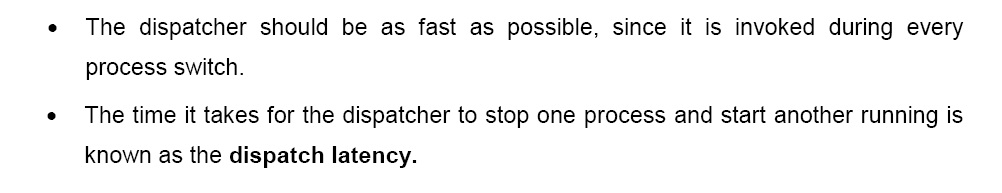 • The dispatcher should be as fast as possible, since it is invoked during every
process switch.
• The time it takes for the dispatcher to stop one process and start another running is
known as the dispatch latency.